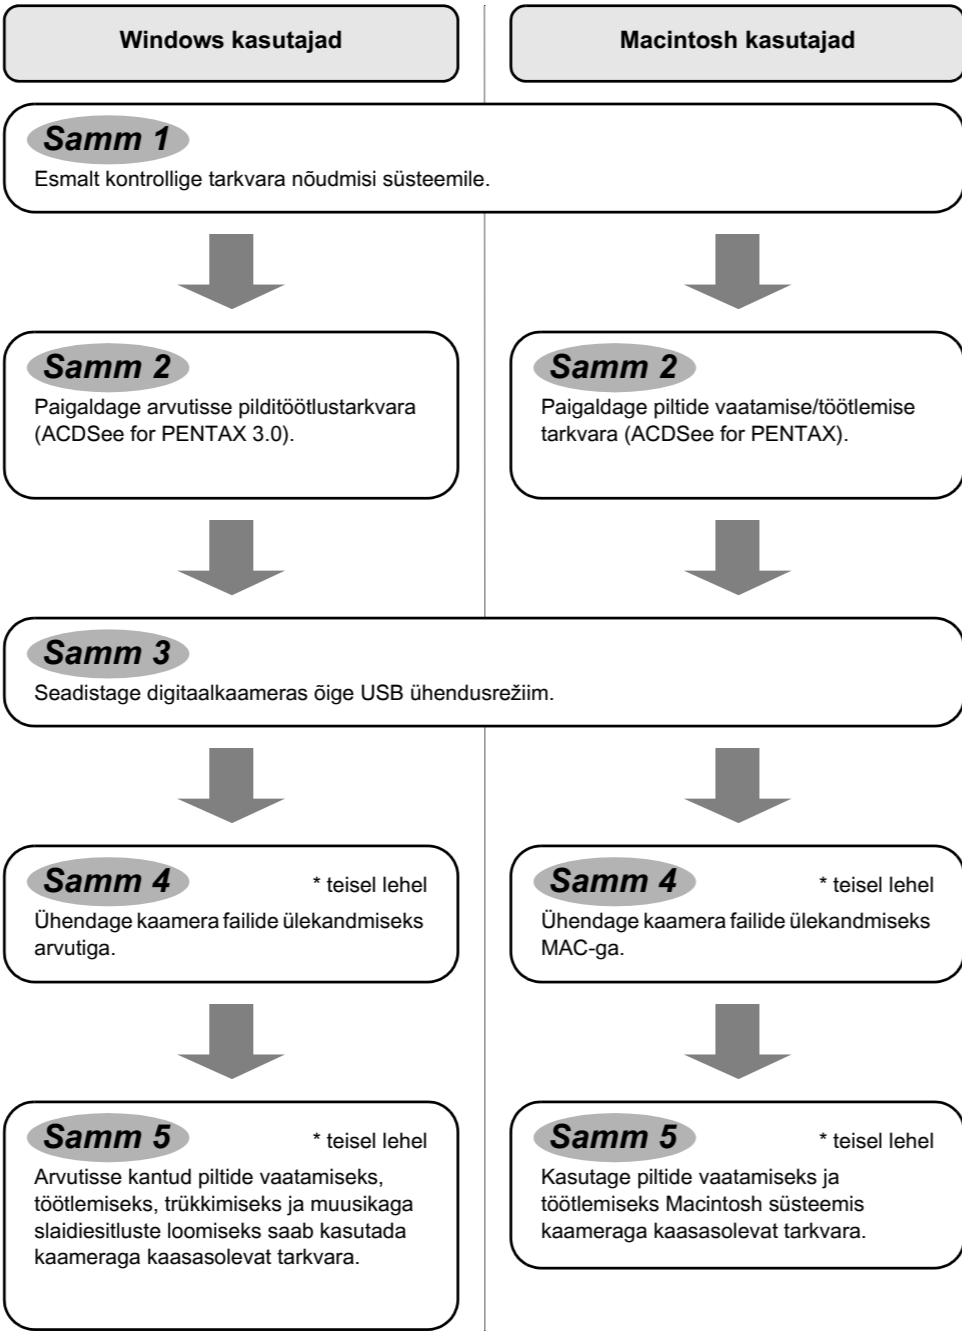 Windows kasutajad
Macintosh kasutajad
Samm 1
Esmalt kontrollige tarkvara nõudmisi süsteemile.
Samm 2
Paigaldage arvutisse pilditöötlustarkvara
(ACDSee for PENTAX 3.0).
Samm 2
Paigaldage piltide vaatamise/töötlemise
tarkvara (ACDSee for PENTAX).
Samm 3
Seadistage digitaalkaameras õige USB ühendusrežiim.
Samm 4
* teisel lehel
Ühendage kaamera failide ülekandmiseks
arvutiga.
Samm 4
* teisel lehel
Ühendage kaamera failide ülekandmiseks
MAC-ga.
Samm 5
* teisel lehel
Arvutisse kantud piltide vaatamiseks,
töötlemiseks, trükkimiseks ja muusikaga
slaidiesitluste loomiseks saab kasutada
kaameraga kaasasolevat tarkvara.
Samm 5
* teisel lehel
Kasutage piltide vaatamiseks ja
töötlemiseks Macintosh süsteemis
kaameraga kaasasolevat tarkvara.